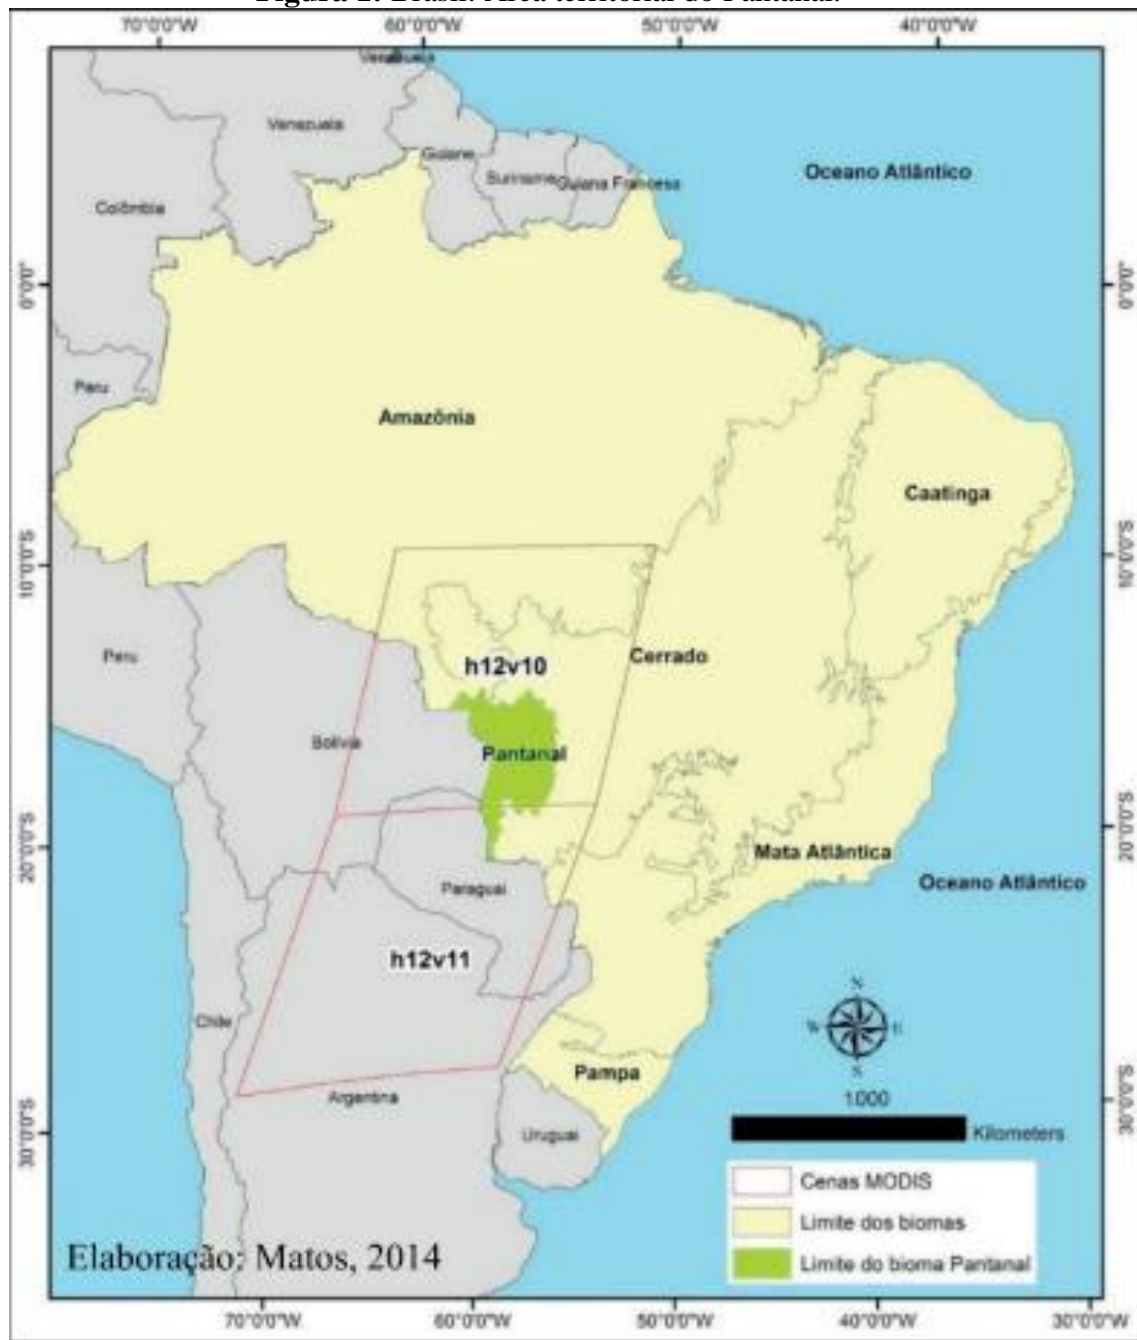 Figura 1: Brasil: Área territorial do Pantanal.
70°0'0"W 60°0'0"W 50°0'0"W 40°0'0"W
Venezuela
Venezuela
Guiana
Suriname
Guiana Francesa
Oceano Atlântico
Colômbia
0°0'0" 0°0'0"
Peru
Amazônia
Caatinga
10°0'0"S 10°0'0"S
Peru
Cerrado
h12v10
Bolívia
Pantanal
20°0'0"S 20°0'0"S
Mata Atlântica
Paraguai
Oceano Atlântico
h12v11
N
Chile
W E
S
Pampa
Argentina
1.000
Kilometers
30°0'0"S 30°0'0"S
Uruguai
Cenas MODIS
Limite dos biomas
Limite do bioma Pantanal
Elaboração: Matos, 2014
70°0'0"W 60°0'0"W 50°0'0"W 40°0'0"W 30°0'0"W